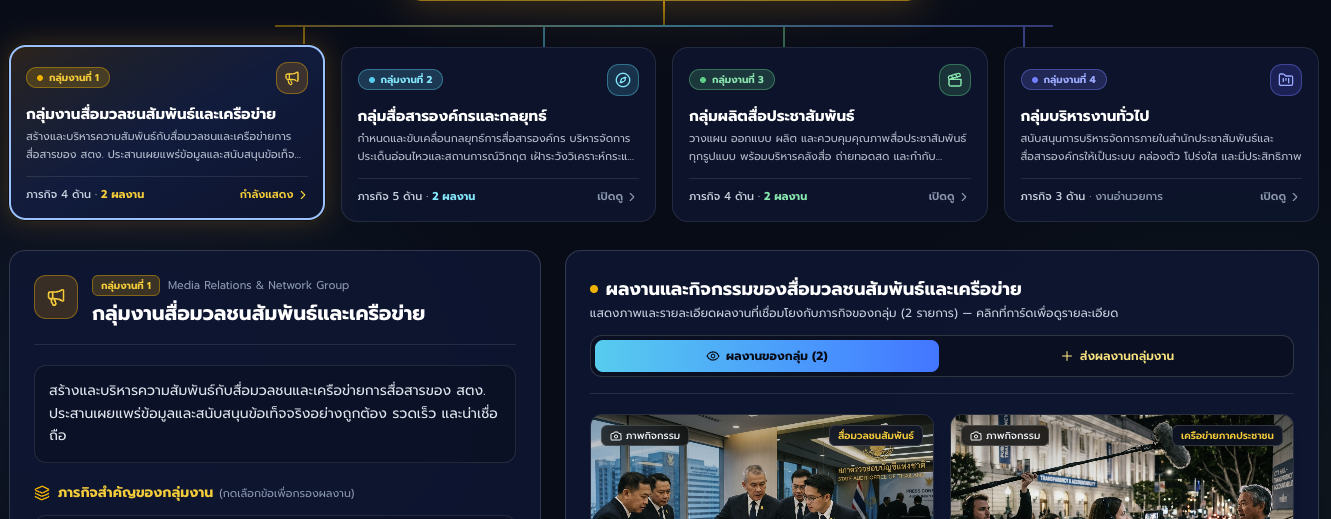 กลุ่มงานที่ 1
กลุ่มงานสื่อมวลชนสัมพันธ์และเครือข่าย
สร้างและบริหารความสัมพันธ์กับสื่อมวลชนและเครือข่ายการ
สื่อสารของ สตง. ประสานเผยแพร่ข้อมูลและสนับสนุนข้อเท็จ...
ภารกิจ 4 ด้าน · 2 ผลงาน
กำลังแสดง
กลุ่มงานที่ 2
กลุ่มสื่อสารองค์กรและกลยุทธ์
กำหนดและขับเคลื่อนกลยุทธ์การสื่อสารองค์กร บริหารจัดการ
ประเด็นอ่อนไหวและสถานการณ์วิกฤต เฝ้าระวังวิเคราะห์กระแ...
ภารกิจ 5 ด้าน · 2 ผลงาน
เปิดดู
กลุ่มงานที่ 3
กลุ่มผลิตสื่อประชาสัมพันธ์
วางแผน ออกแบบ ผลิต และควบคุมคุณภาพสื่อประชาสัมพันธ์
ทุกรูปแบบ พร้อมบริหารคลังสื่อ ถ่ายทอดสด และกำกับ...
ภารกิจ 4 ด้าน · 2 ผลงาน
เปิดดู
กลุ่มงานที่ 4
กลุ่มบริหารงานทั่วไป
สนับสนุนการบริหารจัดการภายในสำนักประชาสัมพันธ์และ
สื่อสารองค์กรให้เป็นระบบ คล่องตัว โปร่งใส และมีประสิทธิภาพ
ภารกิจ 3 ด้าน · งานอำนวยการ
เปิดดู
กลุ่มงานที่ 1
Media Relations & Network Group
กลุ่มงานสื่อมวลชนสัมพันธ์และเครือข่าย
สร้างและบริหารความสัมพันธ์กับสื่อมวลชนและเครือข่ายการสื่อสารของ สตง.
ประสานเผยแพร่ข้อมูลและสนับสนุนข้อเท็จจริงอย่างถูกต้อง รวดเร็ว และน่าเชื่อ
ถือ
ภารกิจสำคัญของกลุ่มงาน (กดเลือกข้อเพื่อกรองผลงาน)
ผลงานและกิจกรรมของสื่อมวลชนสัมพันธ์และเครือข่าย
แสดงภาพและรายละเอียดผลงานที่เชื่อมโยงกับภารกิจของกลุ่ม (2 รายการ) — คลิกที่การ์ดเพื่อดูรายละเอียด
ผลงานของกลุ่ม (2)
ส่งผลงานกลุ่มงาน
ภาพกิจกรรม
สื่อมวลชนสัมพันธ์
STATE AUDIT OFFICE OF THAILAND
ภาพกิจกรรม
เครือข่ายภาคประชาชน
TRANSPARENCY & ACCOUNTABILITY